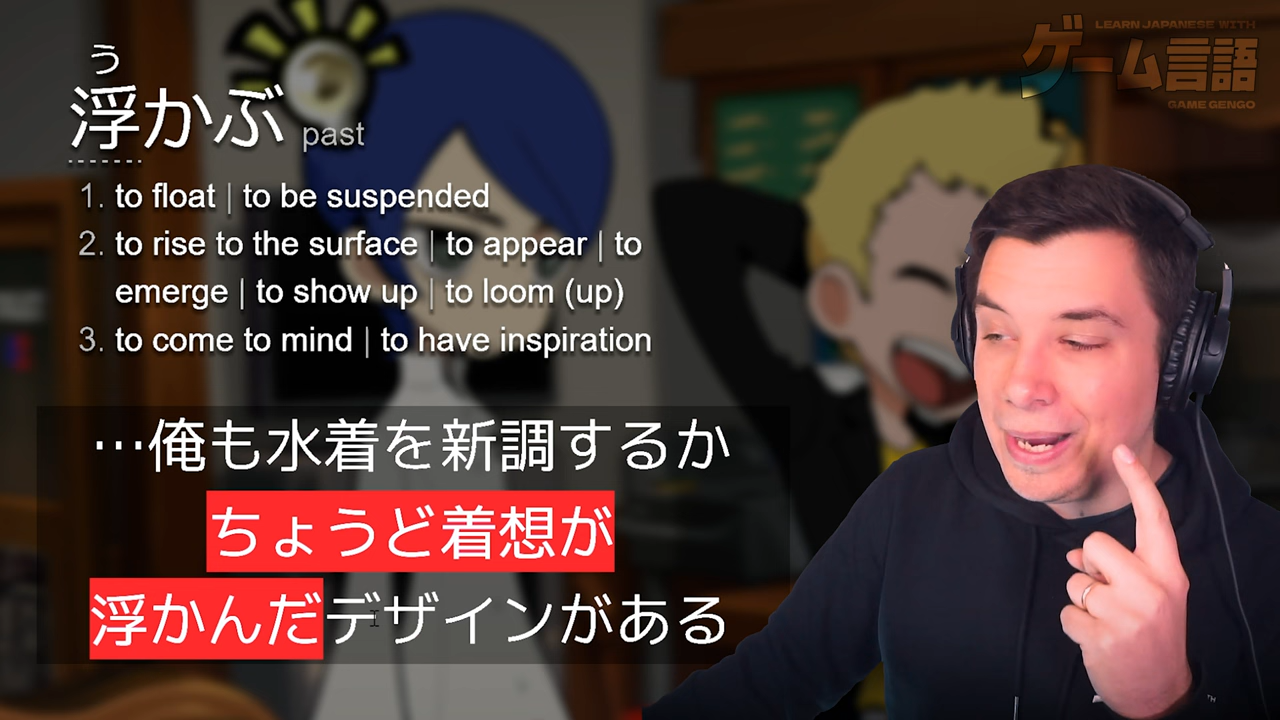 LEARN JAPANESE WITH
ゲーム言語
GAME GENGO
う
浮かぶ past
1. to float | to be suspended
2. to rise to the surface | to appear | to
emerge | to show up | to loom (up)
3. to come to mind | to have inspiration
…俺も水着を新調するか
ちょうど着想が
浮かんだデザインがある
TM